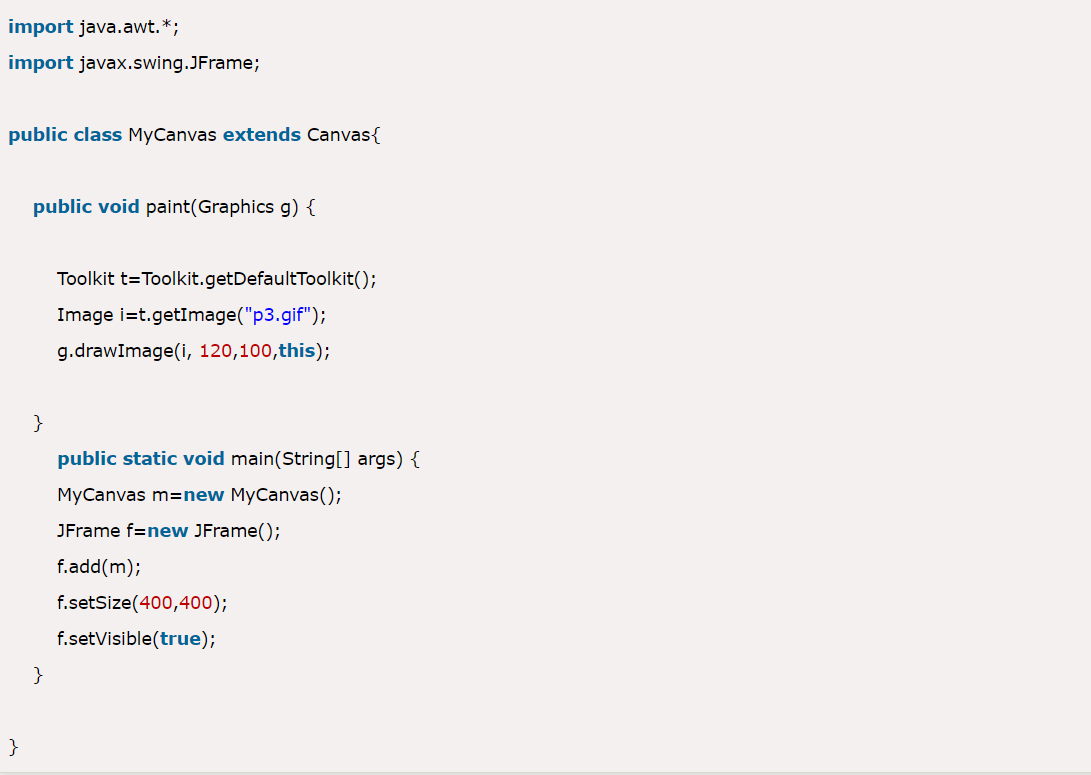 import java.awt.*;
import javax.swing.JFrame;
public class MyCanvas extends Canvas{
public void paint(Graphics g) {
Toolkit t=Toolkit.getDefaultToolkit();
Image i=t.getImage("p3.gif");
g.drawImage(i, 120,100,this);
}
public static void main(String[] args) {
MyCanvas m=new MyCanvas();
JFrame f=new JFrame();
f.add(m);
f.setSize(400,400);
f.setVisible(true);
}
}